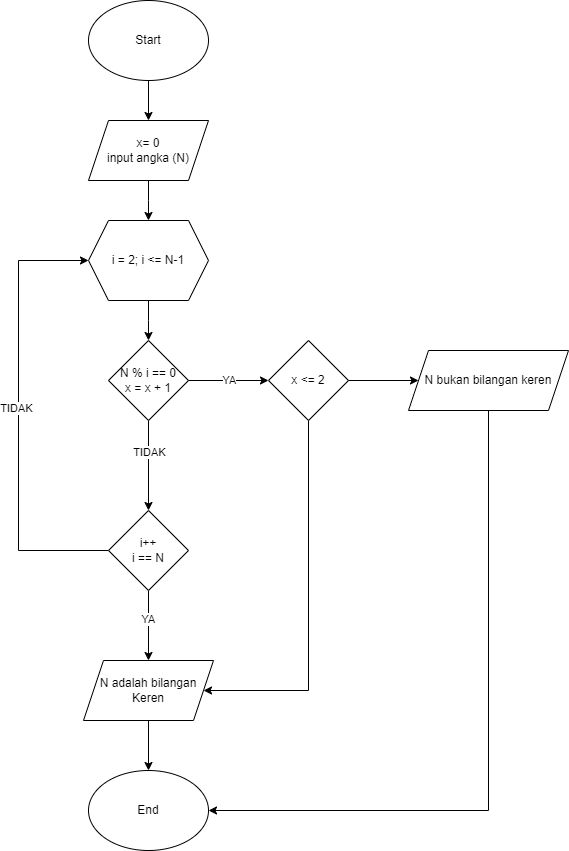 Start
x= 0
input angka (N)
i = 2; i <= N-1
N % i == 0
x = x + 1
YA
x <= 2
N bukan bilangan keren
TIDAK
TIDAK
i++
i == N
YA
N adalah bilangan
Keren
End